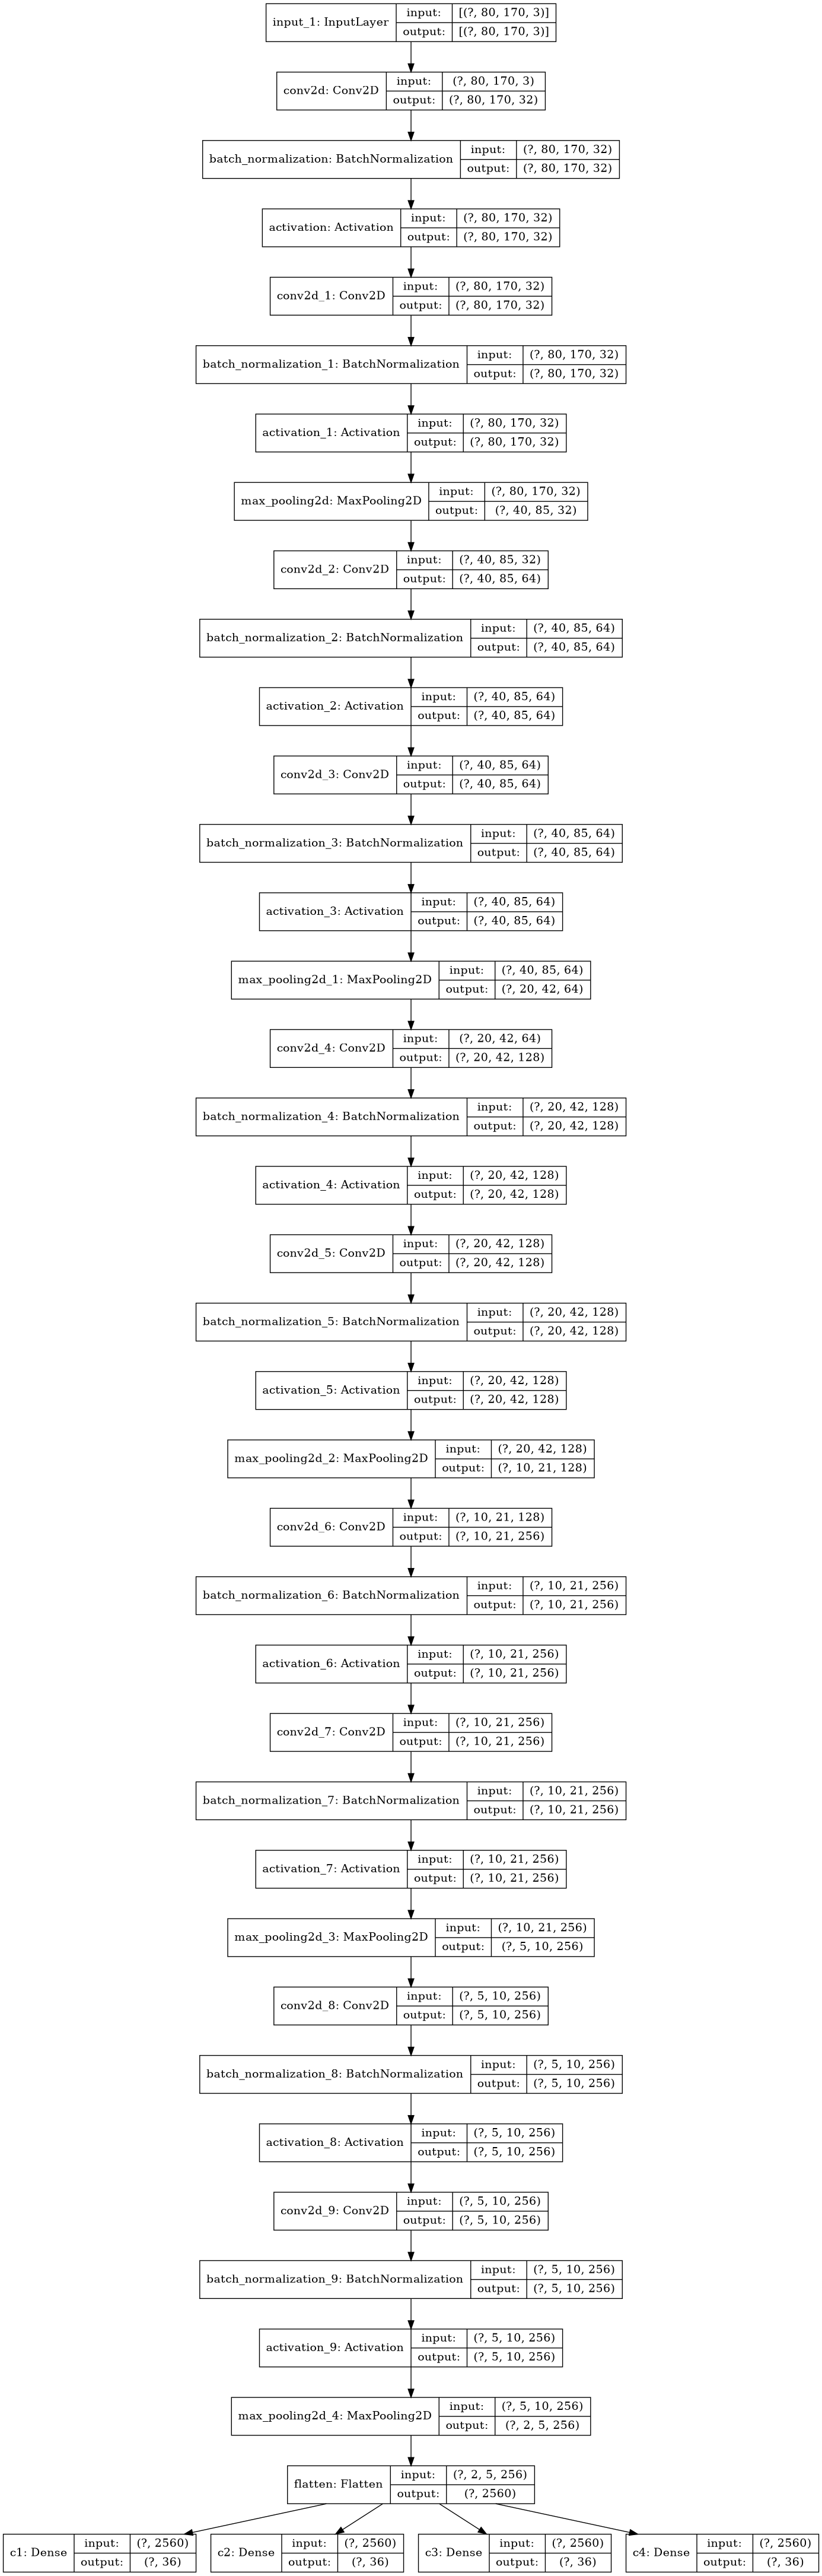 input_1: InputLayer input: [(?, 80, 170, 3)]
output: [(?, 80, 170, 3)]
conv2d: Conv2D input: (?, 80, 170, 3)
output: (?, 80, 170, 32)
batch_normalization: BatchNormalization input: (?, 80, 170, 32)
output: (?, 80, 170, 32)
activation: Activation input: (?, 80, 170, 32)
output: (?, 80, 170, 32)
conv2d_1: Conv2D input: (?, 80, 170, 32)
output: (?, 80, 170, 32)
batch_normalization_1: BatchNormalization input: (?, 80, 170, 32)
output: (?, 80, 170, 32)
activation_1: Activation input: (?, 80, 170, 32)
output: (?, 80, 170, 32)
max_pooling2d: MaxPooling2D input: (?, 80, 170, 32)
output: (?, 40, 85, 32)
conv2d_2: Conv2D input: (?, 40, 85, 32)
output: (?, 40, 85, 64)
batch_normalization_2: BatchNormalization input: (?, 40, 85, 64)
output: (?, 40, 85, 64)
activation_2: Activation input: (?, 40, 85, 64)
output: (?, 40, 85, 64)
conv2d_3: Conv2D input: (?, 40, 85, 64)
output: (?, 40, 85, 64)
batch_normalization_3: BatchNormalization input: (?, 40, 85, 64)
output: (?, 40, 85, 64)
activation_3: Activation input: (?, 40, 85, 64)
output: (?, 40, 85, 64)
max_pooling2d_1: MaxPooling2D input: (?, 40, 85, 64)
output: (?, 20, 42, 64)
conv2d_4: Conv2D input: (?, 20, 42, 64)
output: (?, 20, 42, 128)
batch_normalization_4: BatchNormalization input: (?, 20, 42, 128)
output: (?, 20, 42, 128)
activation_4: Activation input: (?, 20, 42, 128)
output: (?, 20, 42, 128)
conv2d_5: Conv2D input: (?, 20, 42, 128)
output: (?, 20, 42, 128)
batch_normalization_5: BatchNormalization input: (?, 20, 42, 128)
output: (?, 20, 42, 128)
activation_5: Activation input: (?, 20, 42, 128)
output: (?, 20, 42, 128)
max_pooling2d_2: MaxPooling2D input: (?, 20, 42, 128)
output: (?, 10, 21, 128)
conv2d_6: Conv2D input: (?, 10, 21, 128)
output: (?, 10, 21, 256)
batch_normalization_6: BatchNormalization input: (?, 10, 21, 256)
output: (?, 10, 21, 256)
activation_6: Activation input: (?, 10, 21, 256)
output: (?, 10, 21, 256)
conv2d_7: Conv2D input: (?, 10, 21, 256)
output: (?, 10, 21, 256)
batch_normalization_7: BatchNormalization input: (?, 10, 21, 256)
output: (?, 10, 21, 256)
activation_7: Activation input: (?, 10, 21, 256)
output: (?, 10, 21, 256)
max_pooling2d_3: MaxPooling2D input: (?, 10, 21, 256)
output: (?, 5, 10, 256)
conv2d_8: Conv2D input: (?, 5, 10, 256)
output: (?, 5, 10, 256)
batch_normalization_8: BatchNormalization input: (?, 5, 10, 256)
output: (?, 5, 10, 256)
activation_8: Activation input: (?, 5, 10, 256)
output: (?, 5, 10, 256)
conv2d_9: Conv2D input: (?, 5, 10, 256)
output: (?, 5, 10, 256)
batch_normalization_9: BatchNormalization input: (?, 5, 10, 256)
output: (?, 5, 10, 256)
activation_9: Activation input: (?, 5, 10, 256)
output: (?, 5, 10, 256)
max_pooling2d_4: MaxPooling2D input: (?, 5, 10, 256)
output: (?, 2, 5, 256)
flatten: Flatten input: (?, 2, 5, 256)
output: (?, 2560)
c1: Dense input: (?, 2560)
output: (?, 36)
c2: Dense input: (?, 2560)
output: (?, 36)
c3: Dense input: (?, 2560)
output: (?, 36)
c4: Dense input: (?, 2560)
output: (?, 36)